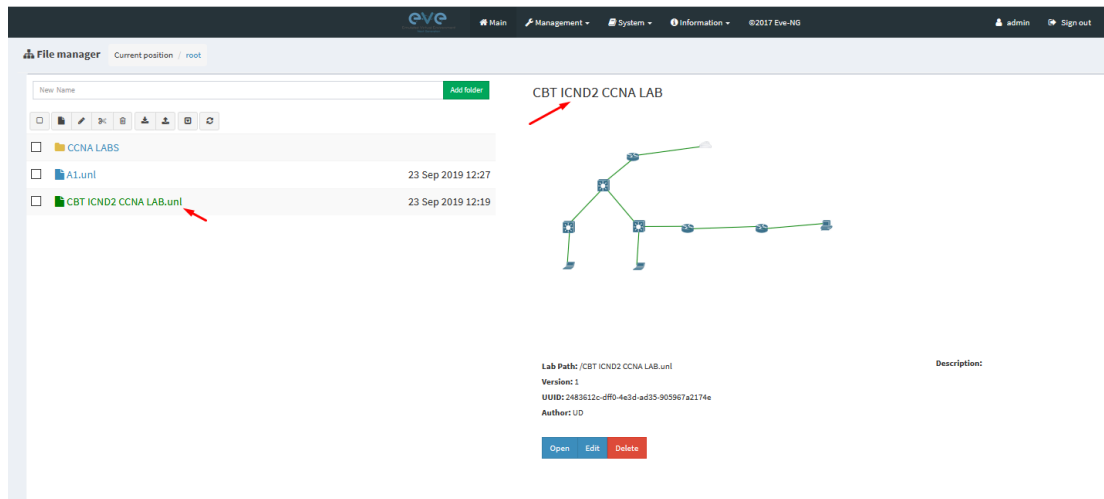 eve
Main
Management
System
Information
©2017 Eve-NG
admin
Sign out
File manager
Current position / root
New Name
Add folder
CCNA LABS
A1.unl
23 Sep 2019 12:27
CBT ICND2 CCNA LAB.unl
23 Sep 2019 12:19
CBT ICND2 CCNA LAB
Lab Path: /CBT ICND2 CCNA LAB.unl
Version: 1
UUID: 2483612c-dff0-4e3d-ad35-905967a2174e
Author: UD
Description:
Open
Edit
Delete